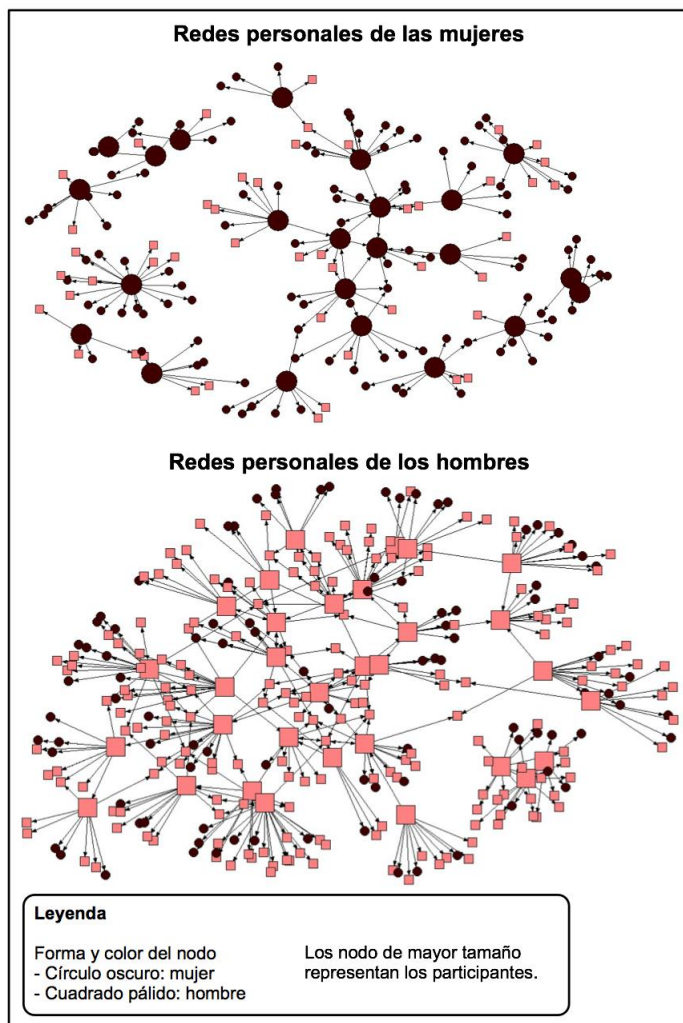 Redes personales de las mujeres
Redes personales de los hombres
Leyenda
Forma y color del nodo
- Círculo oscuro: mujer
- Cuadrado pálido: hombre
Los nodo de mayor tamaño
representan los participantes.